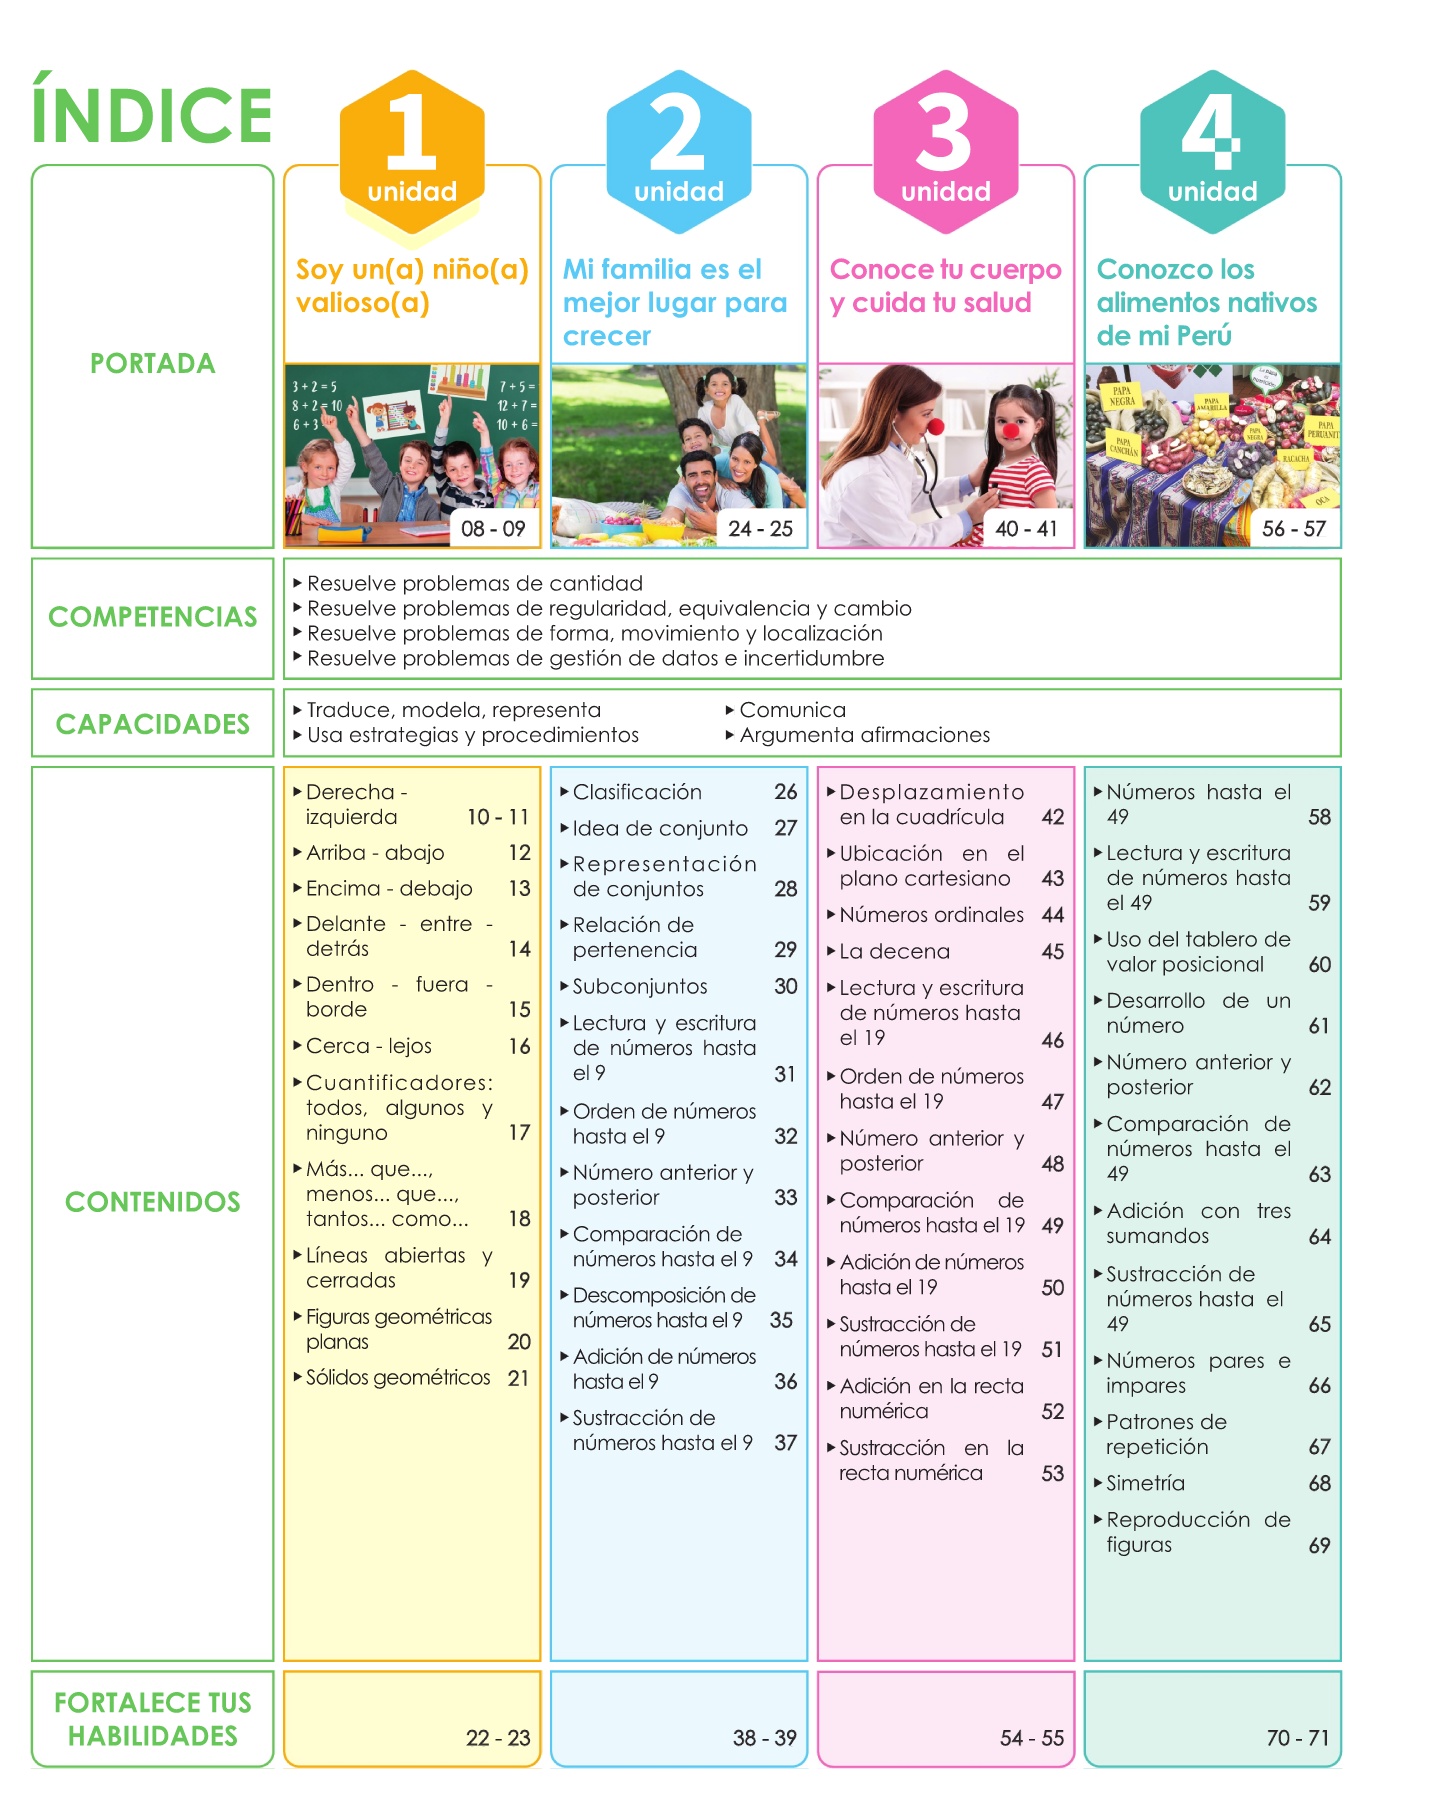 ÍNDICE
1
unidad
2
unidad
3
unidad
4
unidad
PORTADA
Soy un(a) niño(a)
valioso(a)
3 + 2 = 5
8 + 2 = 10
6 + 3
7 + 5 =
12 + 7 =
10 + 6 =
08 - 09
Mi familia es el
mejor lugar para
crecer
24 - 25
Conoce tu cuerpo
y cuida tu salud
40 - 41
Conozco los
alimentos nativos
de mi Perú
PAPA
NEGRA
PAPA
AMARILLA
PAPA
CANCHÁN
PAPA
NEGRA
PAPA
PERUANIT
RACACHA
OCA
56 - 57
COMPETENCIAS
▸ Resuelve problemas de cantidad
▸ Resuelve problemas de regularidad, equivalencia y cambio
▸ Resuelve problemas de forma, movimiento y localización
▸ Resuelve problemas de gestión de datos e incertidumbre
CAPACIDADES
▸ Traduce, modela, representa
▸ Usa estrategias y procedimientos
▸ Comunica
▸ Argumenta afirmaciones
CONTENIDOS
▸ Derecha -
izquierda 10 - 11
▸ Arriba - abajo 12
▸ Encima - debajo 13
▸ Delante - entre -
detrás 14
▸ Dentro - fuera -
borde 15
▸ Cerca - lejos 16
▸ Cuantificadores:
todos, algunos y
ninguno 17
▸ Más... que...,
menos... que...,
tantos... como... 18
▸ Líneas abiertas y
cerradas 19
▸ Figuras geométricas
planas 20
▸ Sólidos geométricos 21
▸ Clasificación 26
▸ Idea de conjunto 27
▸ Representación
de conjuntos 28
▸ Relación de
pertenencia 29
▸ Subconjuntos 30
▸ Lectura y escritura
de números hasta
el 9 31
▸ Orden de números
hasta el 9 32
▸ Número anterior y
posterior 33
▸ Comparación de
números hasta el 9 34
▸ Descomposición de
números hasta el 9 35
▸ Adición de números
hasta el 9 36
▸ Sustracción de
números hasta el 9 37
▸ Desplazamiento
en la cuadrícula 42
▸ Ubicación en el
plano cartesiano 43
▸ Números ordinales 44
▸ La decena 45
▸ Lectura y escritura
de números hasta
el 19 46
▸ Orden de números
hasta el 19 47
▸ Número anterior y
posterior 48
▸ Comparación de
números hasta el 19 49
▸ Adición de números
hasta el 19 50
▸ Sustracción de
números hasta el 19 51
▸ Adición en la recta
numérica 52
▸ Sustracción en la
recta numérica 53
▸ Números hasta el
49 58
▸ Lectura y escritura
de números hasta
el 49 59
▸ Uso del tablero de
valor posicional 60
▸ Desarrollo de un
número 61
▸ Número anterior y
posterior 62
▸ Comparación de
números hasta el
49 63
▸ Adición con tres
sumandos 64
▸ Sustracción de
números hasta el
49 65
▸ Números pares e
impares 66
▸ Patrones de
repetición 67
▸ Simetría 68
▸ Reproducción de
figuras 69
FORTALECE TUS
HABILIDADES
22 - 23
38 - 39
54 - 55
70 - 71